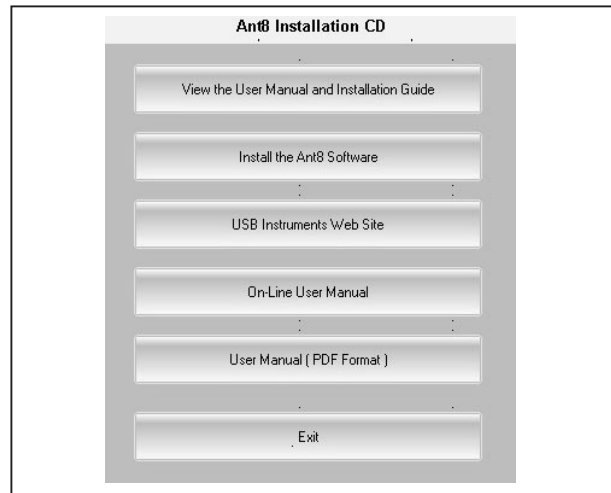 Ant8 Installation CD
View the User Manual and Installation Guide
Install the Ant8 Software
USB Instruments Web Site
On-Line User Manual
User Manual ( PDF Format )
Exit